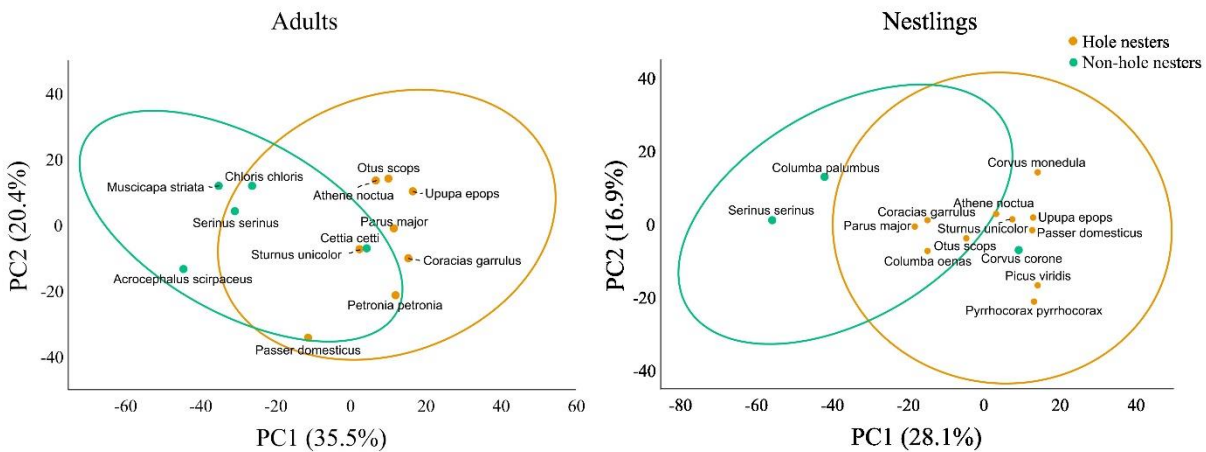 Adults
40
20
0
-20
-40
-60
-40
-20
0
20
40
60
PC2 (20.4%)
PC1 (35.5%)
Otus scops
Chloris chloris
Muscicapa striata
Athene noctua
Upupa epops
Serinus serinus
Parus major
Cettia cetti
Sturnus unicolor
Coracias garrulus
Acrocephalus scirpaceus
Petronia petronia
Passer domesticus
Nestlings
Hole nesters
Non-hole nesters
40
20
0
-20
-40
-80
-60
-40
-20
0
20
40
PC2 (16.9%)
PC1 (28.1%)
Columba palumbus
Corvus monedula
Serinus serinus
Athene noctua
Coracias garrulus
Upupa epops
Parus major
Sturnus unicolor
Passer domesticus
Otus scops
Columba oenas
Corvus corone
Picus viridis
Pyrrhocorax pyrrhocorax